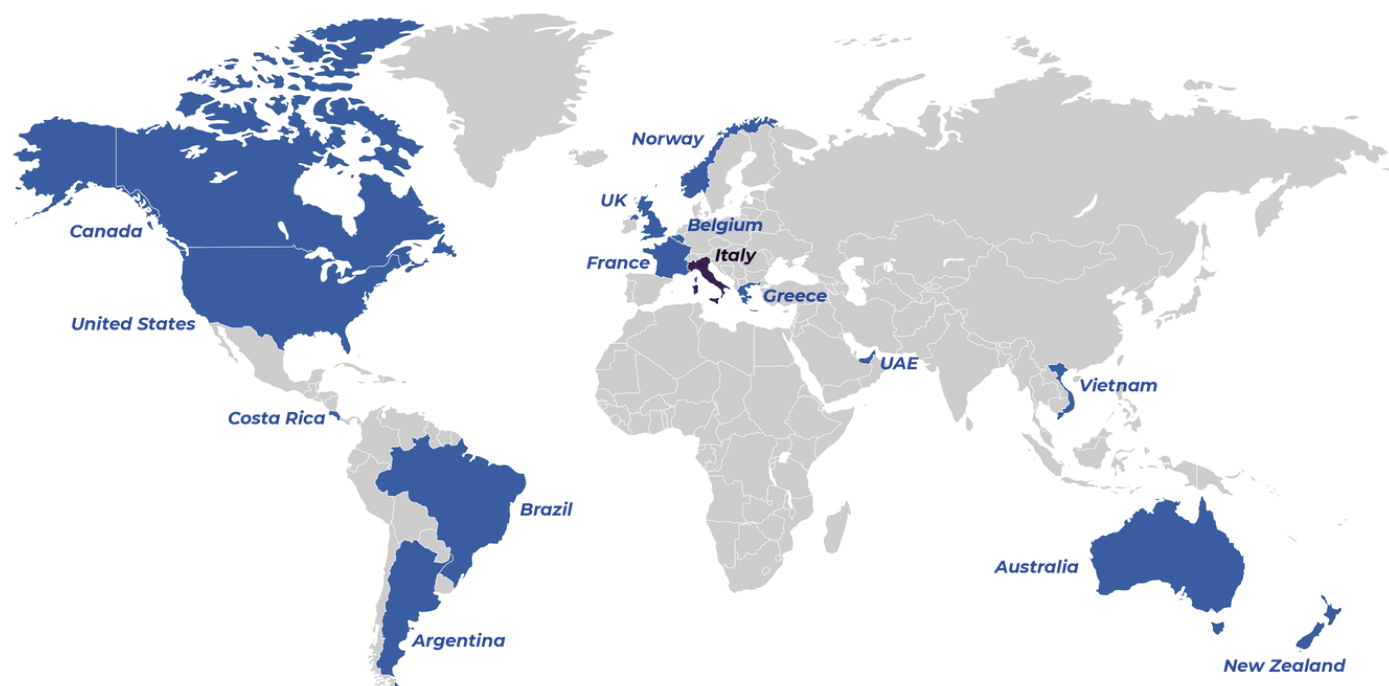 Norway
UK
Belgium
Canada
Italy
France
Greece
United States
UAE
Vietnam
Costa Rica
Brazil
Australia
Argentina
New Zealand